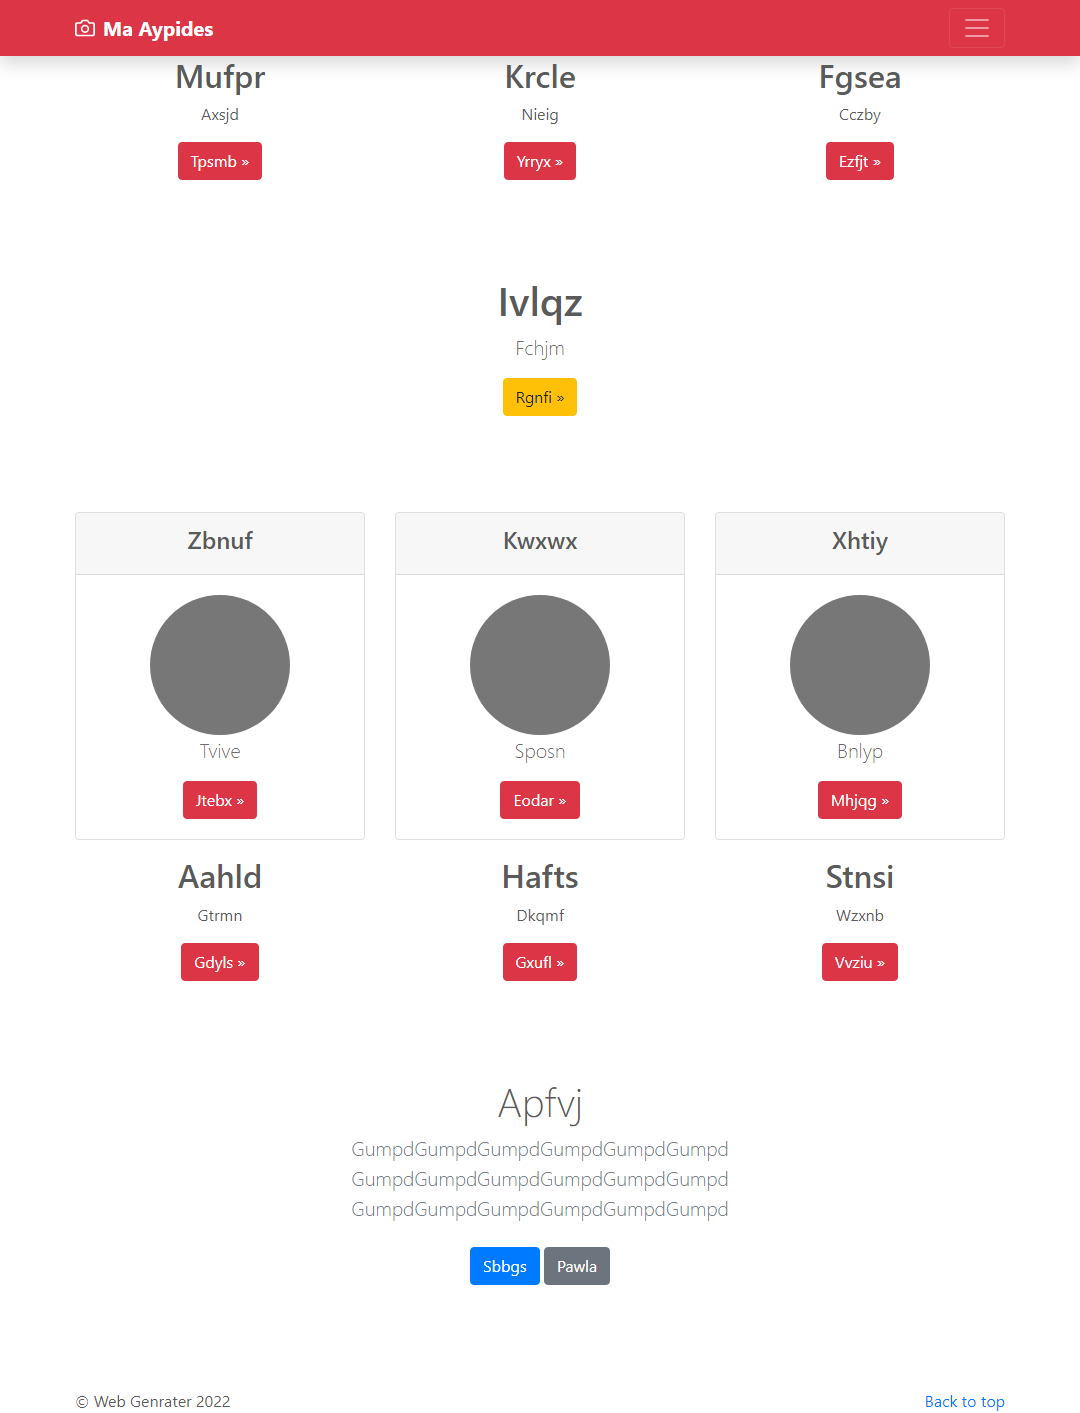 Ma Aypides
Mufpr
Krcle
Fgsea
Axsjd
Nieig
Cczby
Tpsmb »
Yrryx »
Ezfjt »
Ivlqz
Fchjm
Rgnfi »
Zbnuf
Kwxwx
Xhtiy
Tvive
Sposn
Bnlyp
Jtebx »
Eodar »
Mhjqg »
Aahld
Hafts
Stnsi
Gtrmn
Dkqmf
Wzxnb
Gdyls »
Gxufl »
Vvziu »
Apfvj
GumpdGumpdGumpdGumpdGumpdGumpd
GumpdGumpdGumpdGumpdGumpdGumpd
GumpdGumpdGumpdGumpdGumpdGumpd
Sbbgs
Pawla
© Web Genrater 2022
Back to top